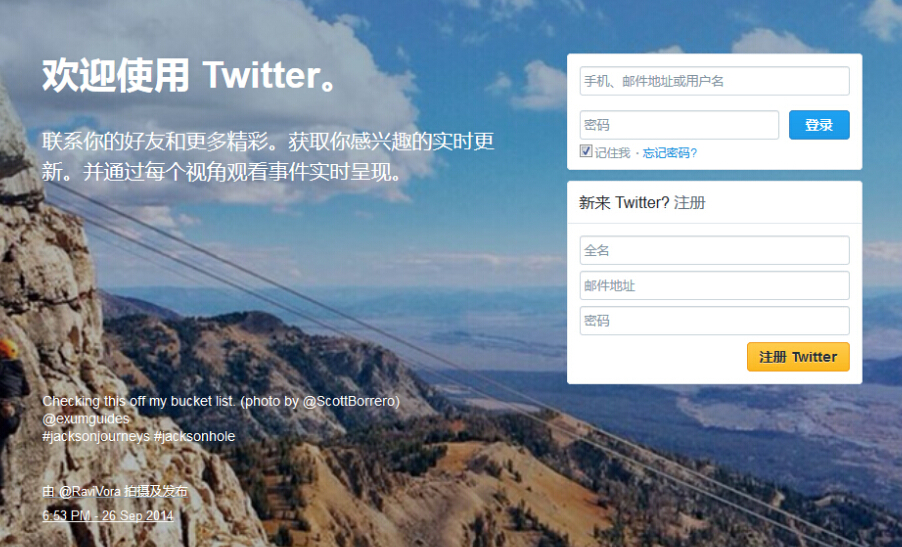 欢迎使用 Twitter。
联系你的好友和更多精彩。获取你感兴趣的实时更
新。并通过每个视角观看事件实时呈现。
Checking this off my bucket list. (photo by @ScottBorrero)
@exumguides
#jacksonjourneys #jacksonhole
由 @RaviVora 拍摄及发布
6:53 PM - 26 Sep 2014
手机、邮件地址或用户名
密码
登录
记住我 · 忘记密码?
新来 Twitter? 注册
全名
邮件地址
密码
注册 Twitter